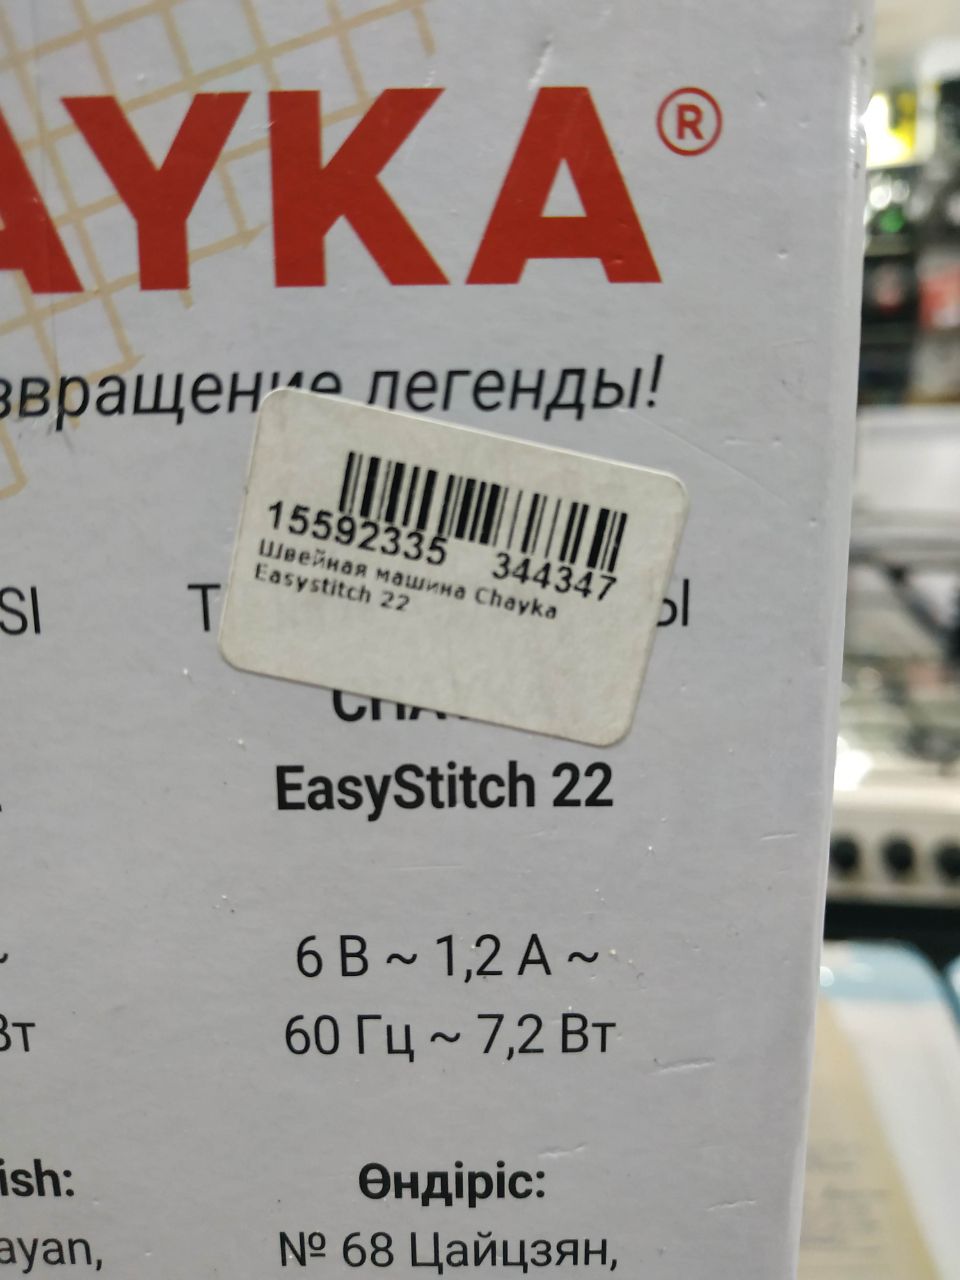 AYKA®
звращение легенды!
15592335 344347
Швейная машина Chayka
Easystitch 22
SI
EasyStitch 22
6 В ~ 1,2 А ~
60 Гц ~ 7,2 Вт
Вт
ish:
Өндіріс:
ayan,
№ 68 Цайцзян,